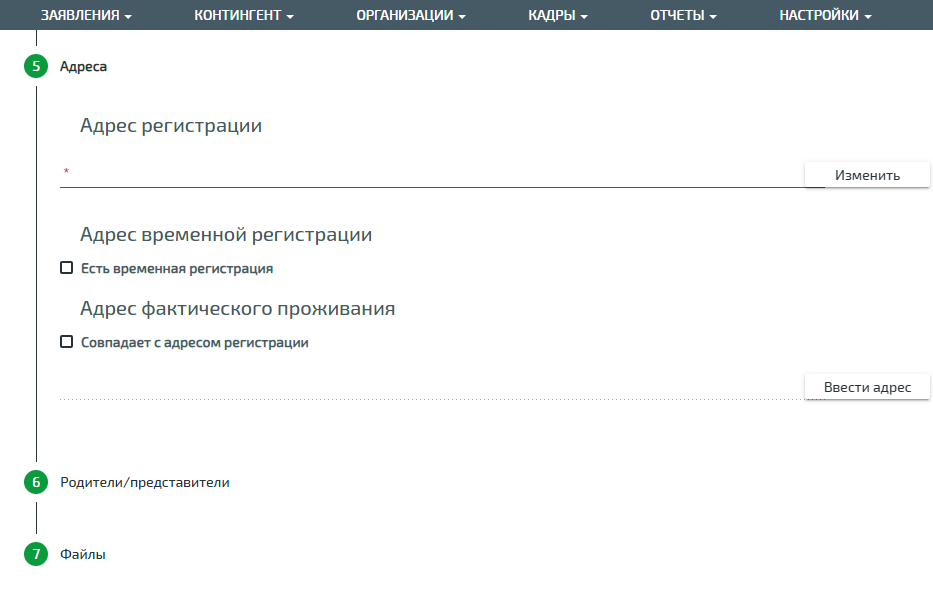 ЗАЯВЛЕНИЯ КОНТИНГЕНТ ОРГАНИЗАЦИИ КАДРЫ ОТЧЕТЫ НАСТРОЙКИ
5 Адреса
Адрес регистрации
* Изменить
Адрес временной регистрации
Есть временная регистрация
Адрес фактического проживания
Совпадает с адресом регистрации
Ввести адрес
6 Родители/представители
7 Файлы